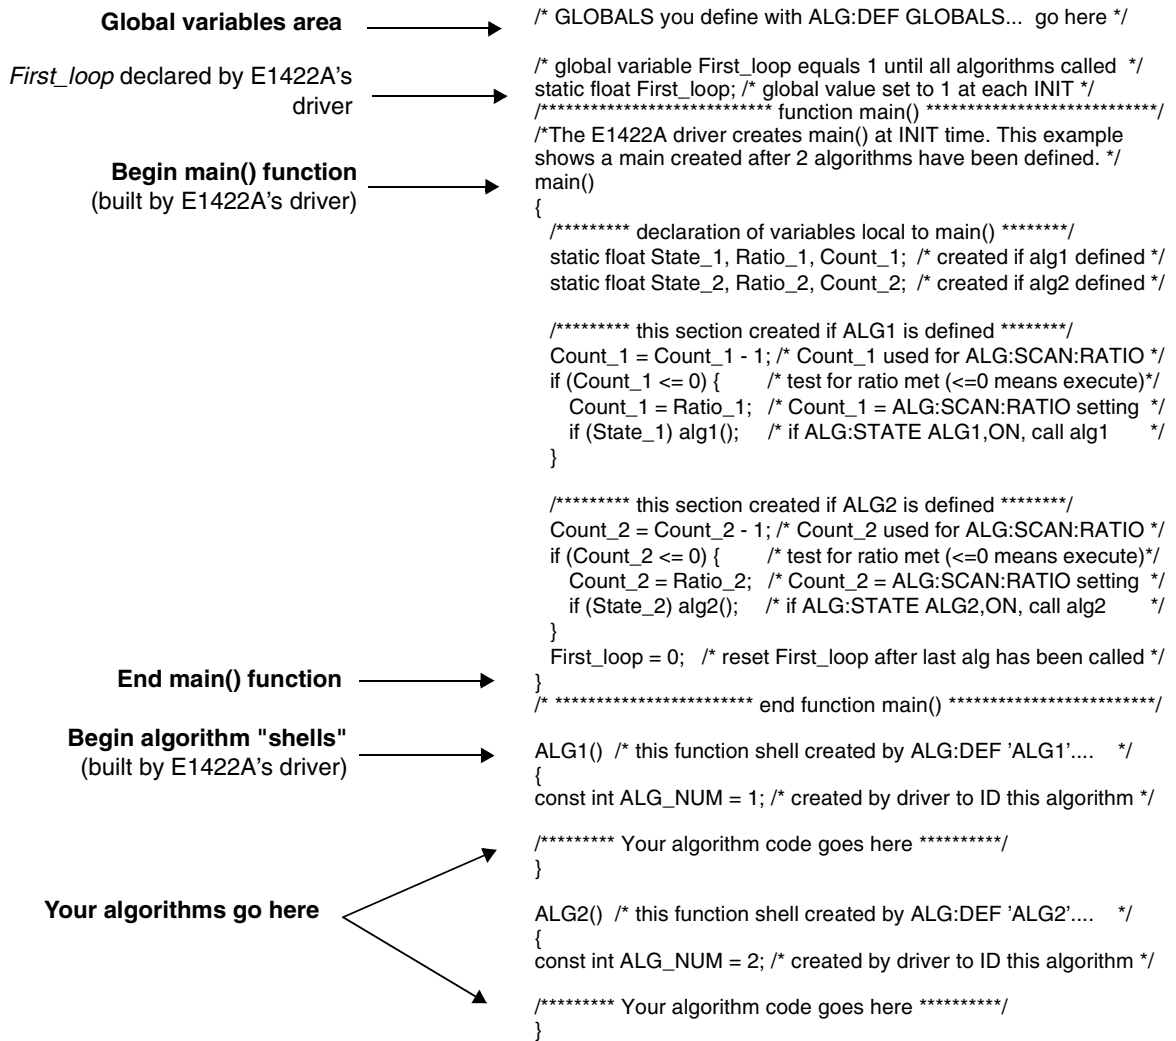 Global variables area
/* GLOBALS you define with ALG:DEF GLOBALS... go here */
First_loop declared by E1422A's
driver
/* global variable First_loop equals 1 until all algorithms called */
static float First_loop; /* global value set to 1 at each INIT */
/**************************** function main() ****************************/
/*The E1422A driver creates main() at INIT time. This example
shows a main created after 2 algorithms have been defined. */
Begin main() function
(built by E1422A's driver)
main()
{
/********* declaration of variables local to main() ********/
static float State_1, Ratio_1, Count_1; /* created if alg1 defined */
static float State_2, Ratio_2, Count_2; /* created if alg2 defined */
/********* this section created if ALG1 is defined ********/
Count_1 = Count_1 - 1; /* Count_1 used for ALG:SCAN:RATIO */
if (Count_1 <= 0) { /* test for ratio met (<=0 means execute)*/
Count_1 = Ratio_1; /* Count_1 = ALG:SCAN:RATIO setting */
if (State_1) alg1(); /* if ALG:STATE ALG1,ON, call alg1 */
}
/********* this section created if ALG2 is defined ********/
Count_2 = Count_2 - 1; /* Count_2 used for ALG:SCAN:RATIO */
if (Count_2 <= 0) { /* test for ratio met (<=0 means execute)*/
Count_2 = Ratio_2; /* Count_2 = ALG:SCAN:RATIO setting */
if (State_2) alg2(); /* if ALG:STATE ALG2,ON, call alg2 */
}
First_loop = 0; /* reset First_loop after last alg has been called */
End main() function
}
/* ************************ end function main() *************************/
Begin algorithm "shells"
(built by E1422A's driver)
ALG1() /* this function shell created by ALG:DEF 'ALG1'.... */
{
const int ALG_NUM = 1; /* created by driver to ID this algorithm */
/********* Your algorithm code goes here **********/
}
Your algorithms go here
ALG2() /* this function shell created by ALG:DEF 'ALG2'.... */
{
const int ALG_NUM = 2; /* created by driver to ID this algorithm */
/********* Your algorithm code goes here **********/
}